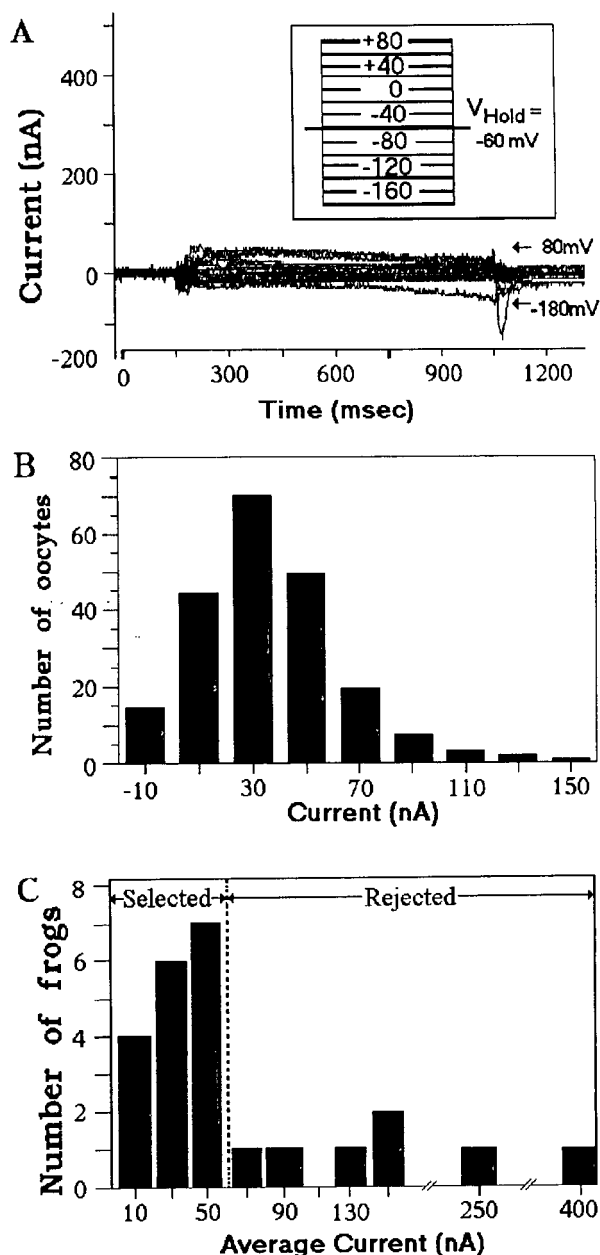 A
400
200
0
-200
Current (nA)
+80
+40
0
-40
-80
-120
-160
VHold =
-60 mV
80mV
-180mV
0 300 600 900 1200
Time (msec)
B
80
60
40
20
0
Number of oocytes
-10 30 70 110 150
Current (nA)
C
Selected Rejected
8
6
4
2
0
Number of frogs
10 50 90 130 250 400
Average Current (nA)